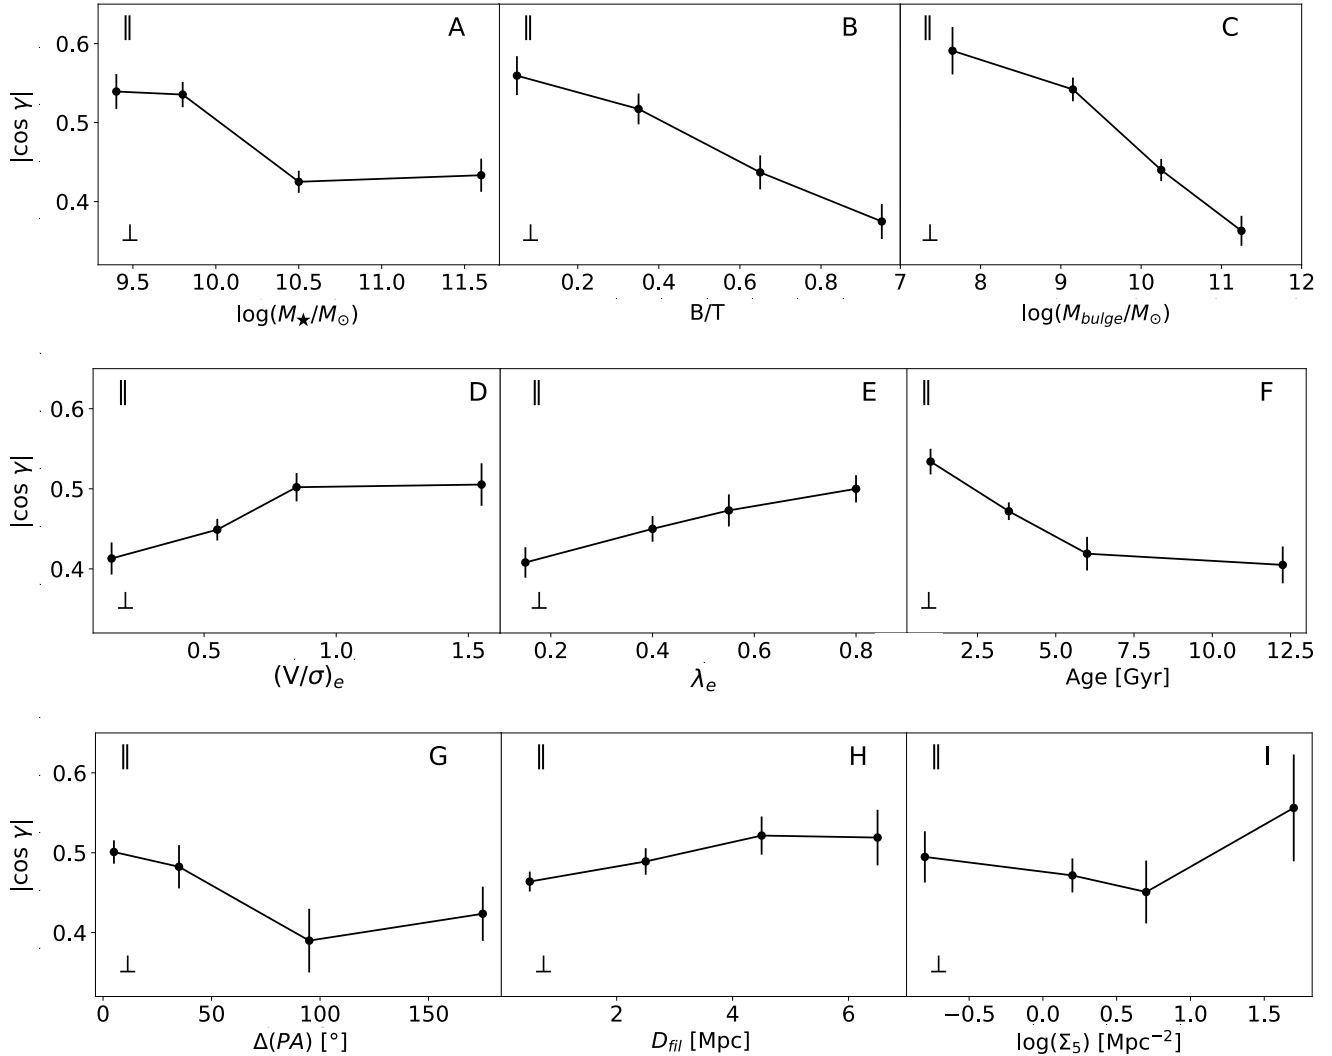 ∥ A ∥ B ∥ C
0.6
0.5
0.4
|cos γ|
⊥ ⊥ ⊥
9.5 10.0 10.5 11.0 11.5 0.2 0.4 0.6 0.8 7 8 9 10 11 12
log(M★/M⊙) B/T log(M_bulge/M⊙)
∥ D ∥ E ∥ F
0.6
0.5
0.4
|cos γ|
⊥ ⊥ ⊥
0.5 1.0 1.5 0.2 0.4 0.6 0.8 2.5 5.0 7.5 10.0 12.5
(V/σ)_e λ_e Age [Gyr]
∥ G ∥ H ∥ I
0.6
0.5
0.4
|cos γ|
⊥ ⊥ ⊥
0 50 100 150 2 4 6 −0.5 0.0 0.5 1.0 1.5
Δ(PA) [°] D_fil [Mpc] log(Σ₅) [Mpc⁻²]